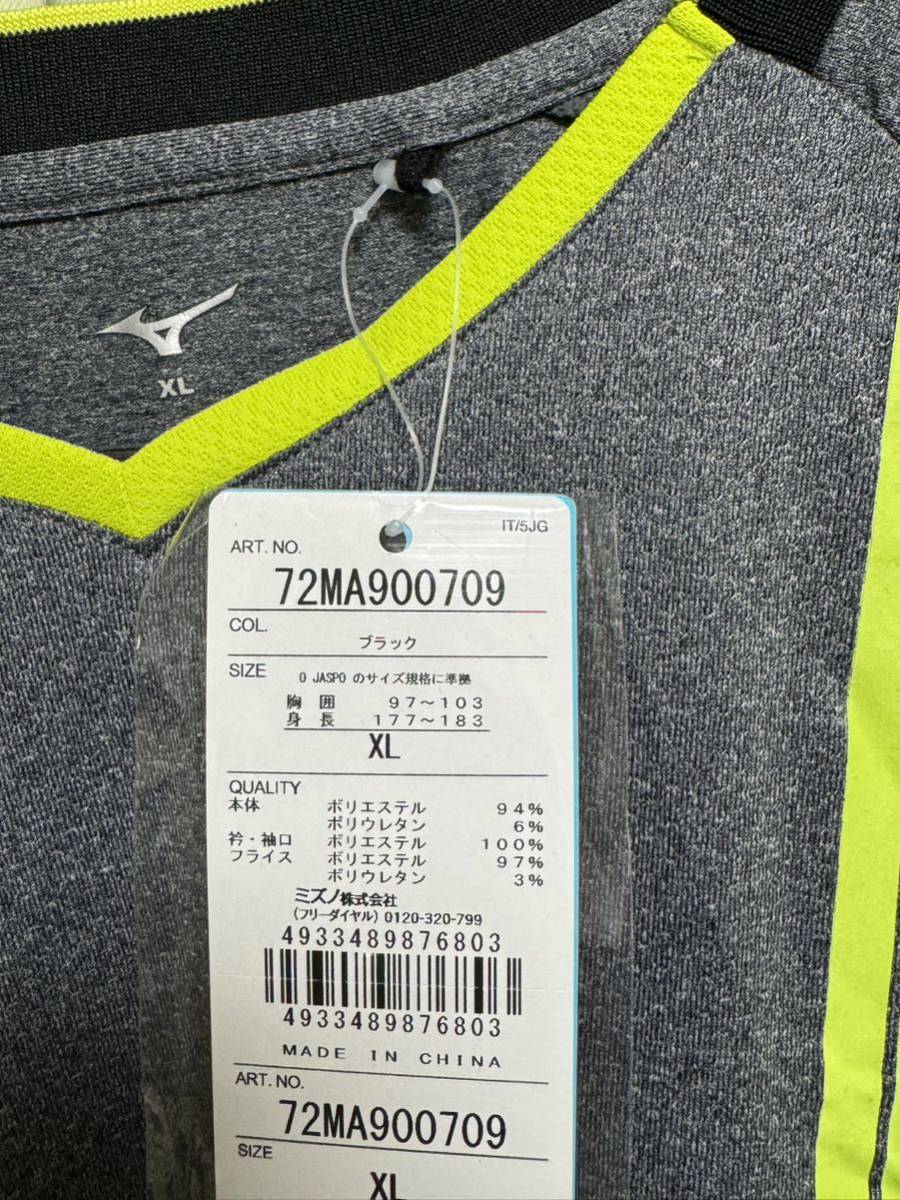 XL
IT/5JG
ART. NO.
72MA900709
COL.
ブラック
SIZE
O JASPO のサイズ規格に準拠
胸 囲 97～103
身 長 177～183
XL
QUALITY
本体 ポリエステル 94%
ポリウレタン 6%
衿・袖口 ポリエステル 100%
フライス ポリエステル 97%
ポリウレタン 3%
ミズノ株式会社
(フリーダイヤル) 0120-320-799
4933489876803
4933489876803
MADE IN CHINA
ART. NO.
72MA900709
SIZE
XL